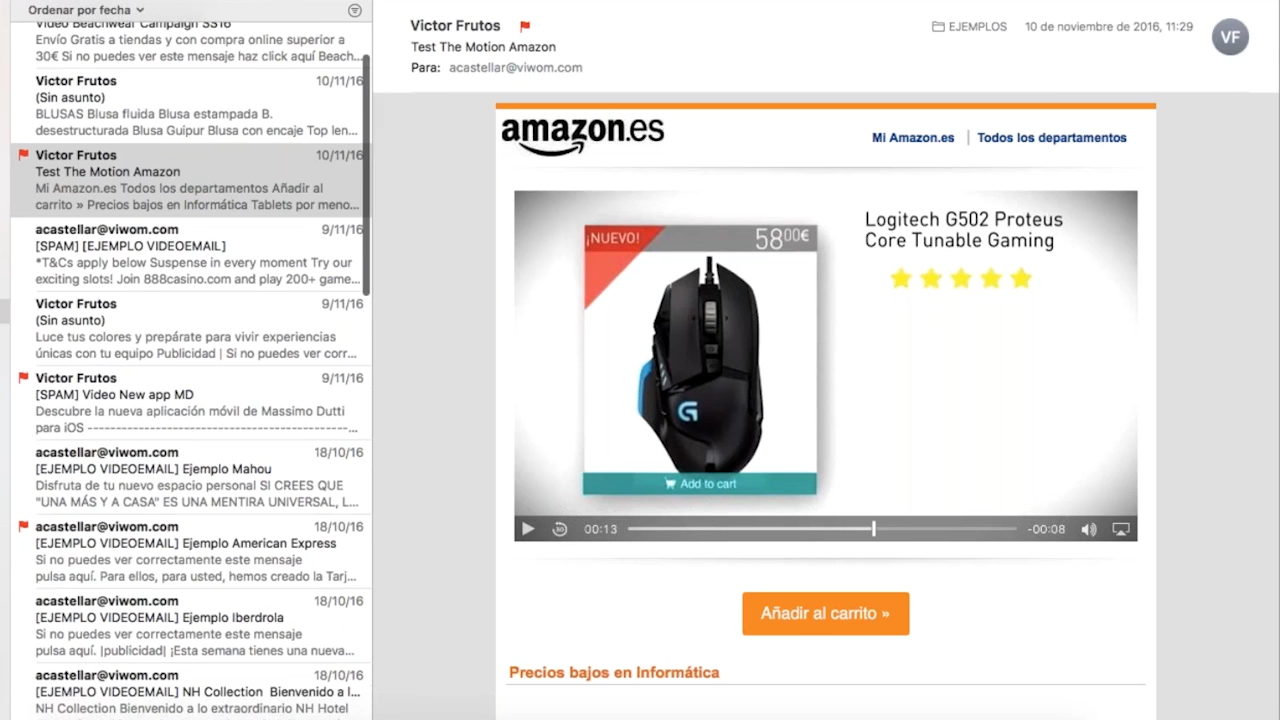 Ordenar por fecha
Video Beachwear Campaign SS16
Envío Gratis a tiendas y con compra online superior a
30€ Si no puedes ver este mensaje haz click aquí Beach...
Victor Frutos 10/11/16
(Sin asunto)
BLUSAS Blusa fluida Blusa estampada B.
desestructurada Blusa Guipur Blusa con encaje Top len...
Victor Frutos 10/11/16
Test The Motion Amazon
Mi Amazon.es Todos los departamentos Añadir al
carrito » Precios bajos en Informática Tablets por meno...
acastellar@viwom.com 9/11/16
[SPAM] [EJEMPLO VIDEOEMAIL]
*T&Cs apply below Suspense in every moment Try our
exciting slots! Join 888casino.com and play 200+ game...
Victor Frutos 9/11/16
(Sin asunto)
Luce tus colores y prepárate para vivir experiencias
únicas con tu equipo Publicidad | Si no puedes ver corr...
Victor Frutos 9/11/16
[SPAM] Video New app MD
Descubre la nueva aplicación móvil de Massimo Dutti
para iOS --------------------------------------------...
acastellar@viwom.com 18/10/16
[EJEMPLO VIDEOEMAIL] Ejemplo Mahou
Disfruta de tu nuevo espacio personal SI CREES QUE
"UNA MÁS Y A CASA" ES UNA MENTIRA UNIVERSAL, L...
acastellar@viwom.com 18/10/16
[EJEMPLO VIDEOEMAIL] Ejemplo American Express
Si no puedes ver correctamente este mensaje
pulsa aquí. Para ellos, para usted, hemos creado la Tarj...
acastellar@viwom.com 18/10/16
[EJEMPLO VIDEOEMAIL] Ejemplo Iberdrola
Si no puedes ver correctamente este mensaje
pulsa aquí. |publicidad| ¡Esta semana tienes una nueva...
acastellar@viwom.com 18/10/16
[EJEMPLO VIDEOEMAIL] NH Collection Bienvenido a l...
NH Collection Bienvenido a lo extraordinario NH Hotel
Victor Frutos EJEMPLOS 10 de noviembre de 2016, 11:29
VF
Test The Motion Amazon
Para: acastellar@viwom.com
amazon.es
Mi Amazon.es | Todos los departamentos
¡NUEVO! 58,00€
Logitech G502 Proteus
Core Tunable Gaming
G
Add to cart
30 00:13 -00:08
Añadir al carrito »
Precios bajos en Informática